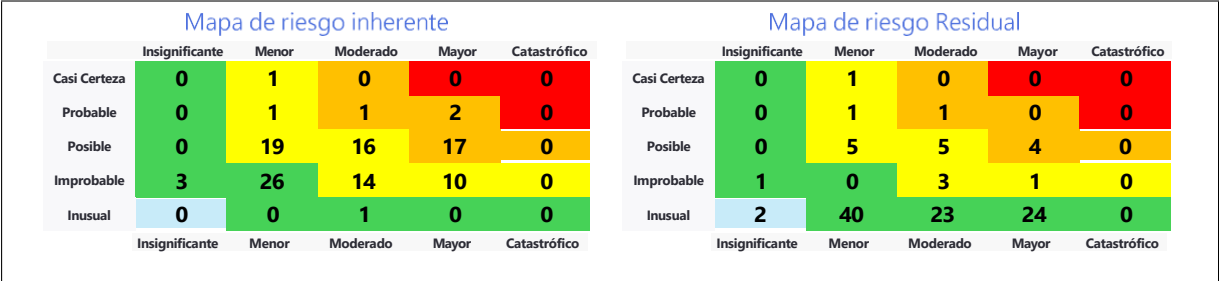 Mapa de riesgo inherente
Insignificante Menor Moderado Mayor Catastrófico
Casi Certeza 0 1 0 0 0
Probable 0 1 1 2 0
Posible 0 19 16 17 0
Improbable 3 26 14 10 0
Inusual 0 0 1 0 0
Insignificante Menor Moderado Mayor Catastrófico
Mapa de riesgo Residual
Insignificante Menor Moderado Mayor Catastrófico
Casi Certeza 0 1 0 0 0
Probable 0 1 1 0 0
Posible 0 5 5 4 0
Improbable 1 0 3 1 0
Inusual 2 40 23 24 0
Insignificante Menor Moderado Mayor Catastrófico